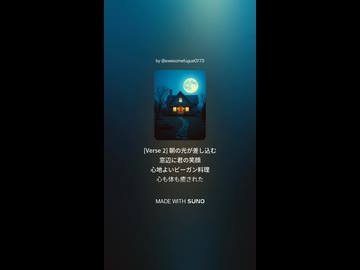 by @awesomefugue0773
[Verse 2] 朝の光が差し込む
窓辺に君の笑顔
心地よいビーガン料理
心も体も癒された
MADE WITH SUNO